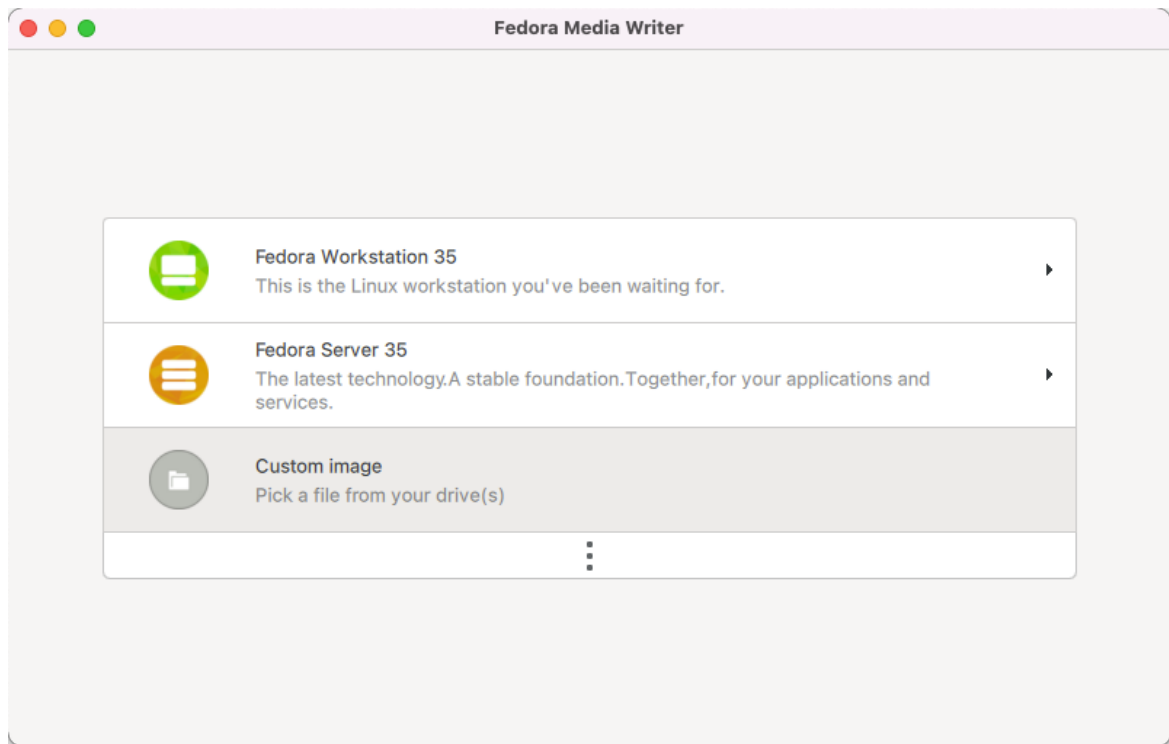 Fedora Media Writer
Fedora Workstation 35
This is the Linux workstation you've been waiting for.
Fedora Server 35
The latest technology.A stable foundation.Together,for your applications and
services.
Custom image
Pick a file from your drive(s)